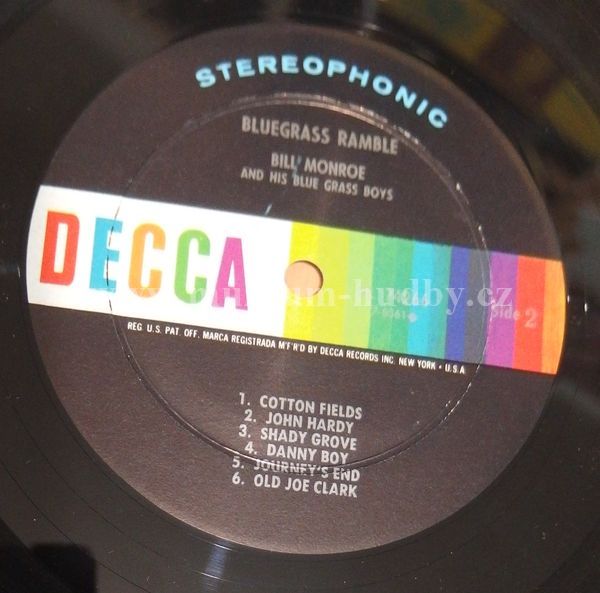 STEREOPHONIC
BLUEGRASS RAMBLE
BILL MONROE
AND HIS BLUE GRASS BOYS
DECCA
Side 2
REG. U.S. PAT. OFF. MARCA REGISTRADA M'F'R'D BY DECCA RECORDS INC. NEW YORK • U.S.A
1. COTTON FIELDS
2. JOHN HARDY
3. SHADY GROVE
4. DANNY BOY
5. JOURNEY'S END
6. OLD JOE CLARK